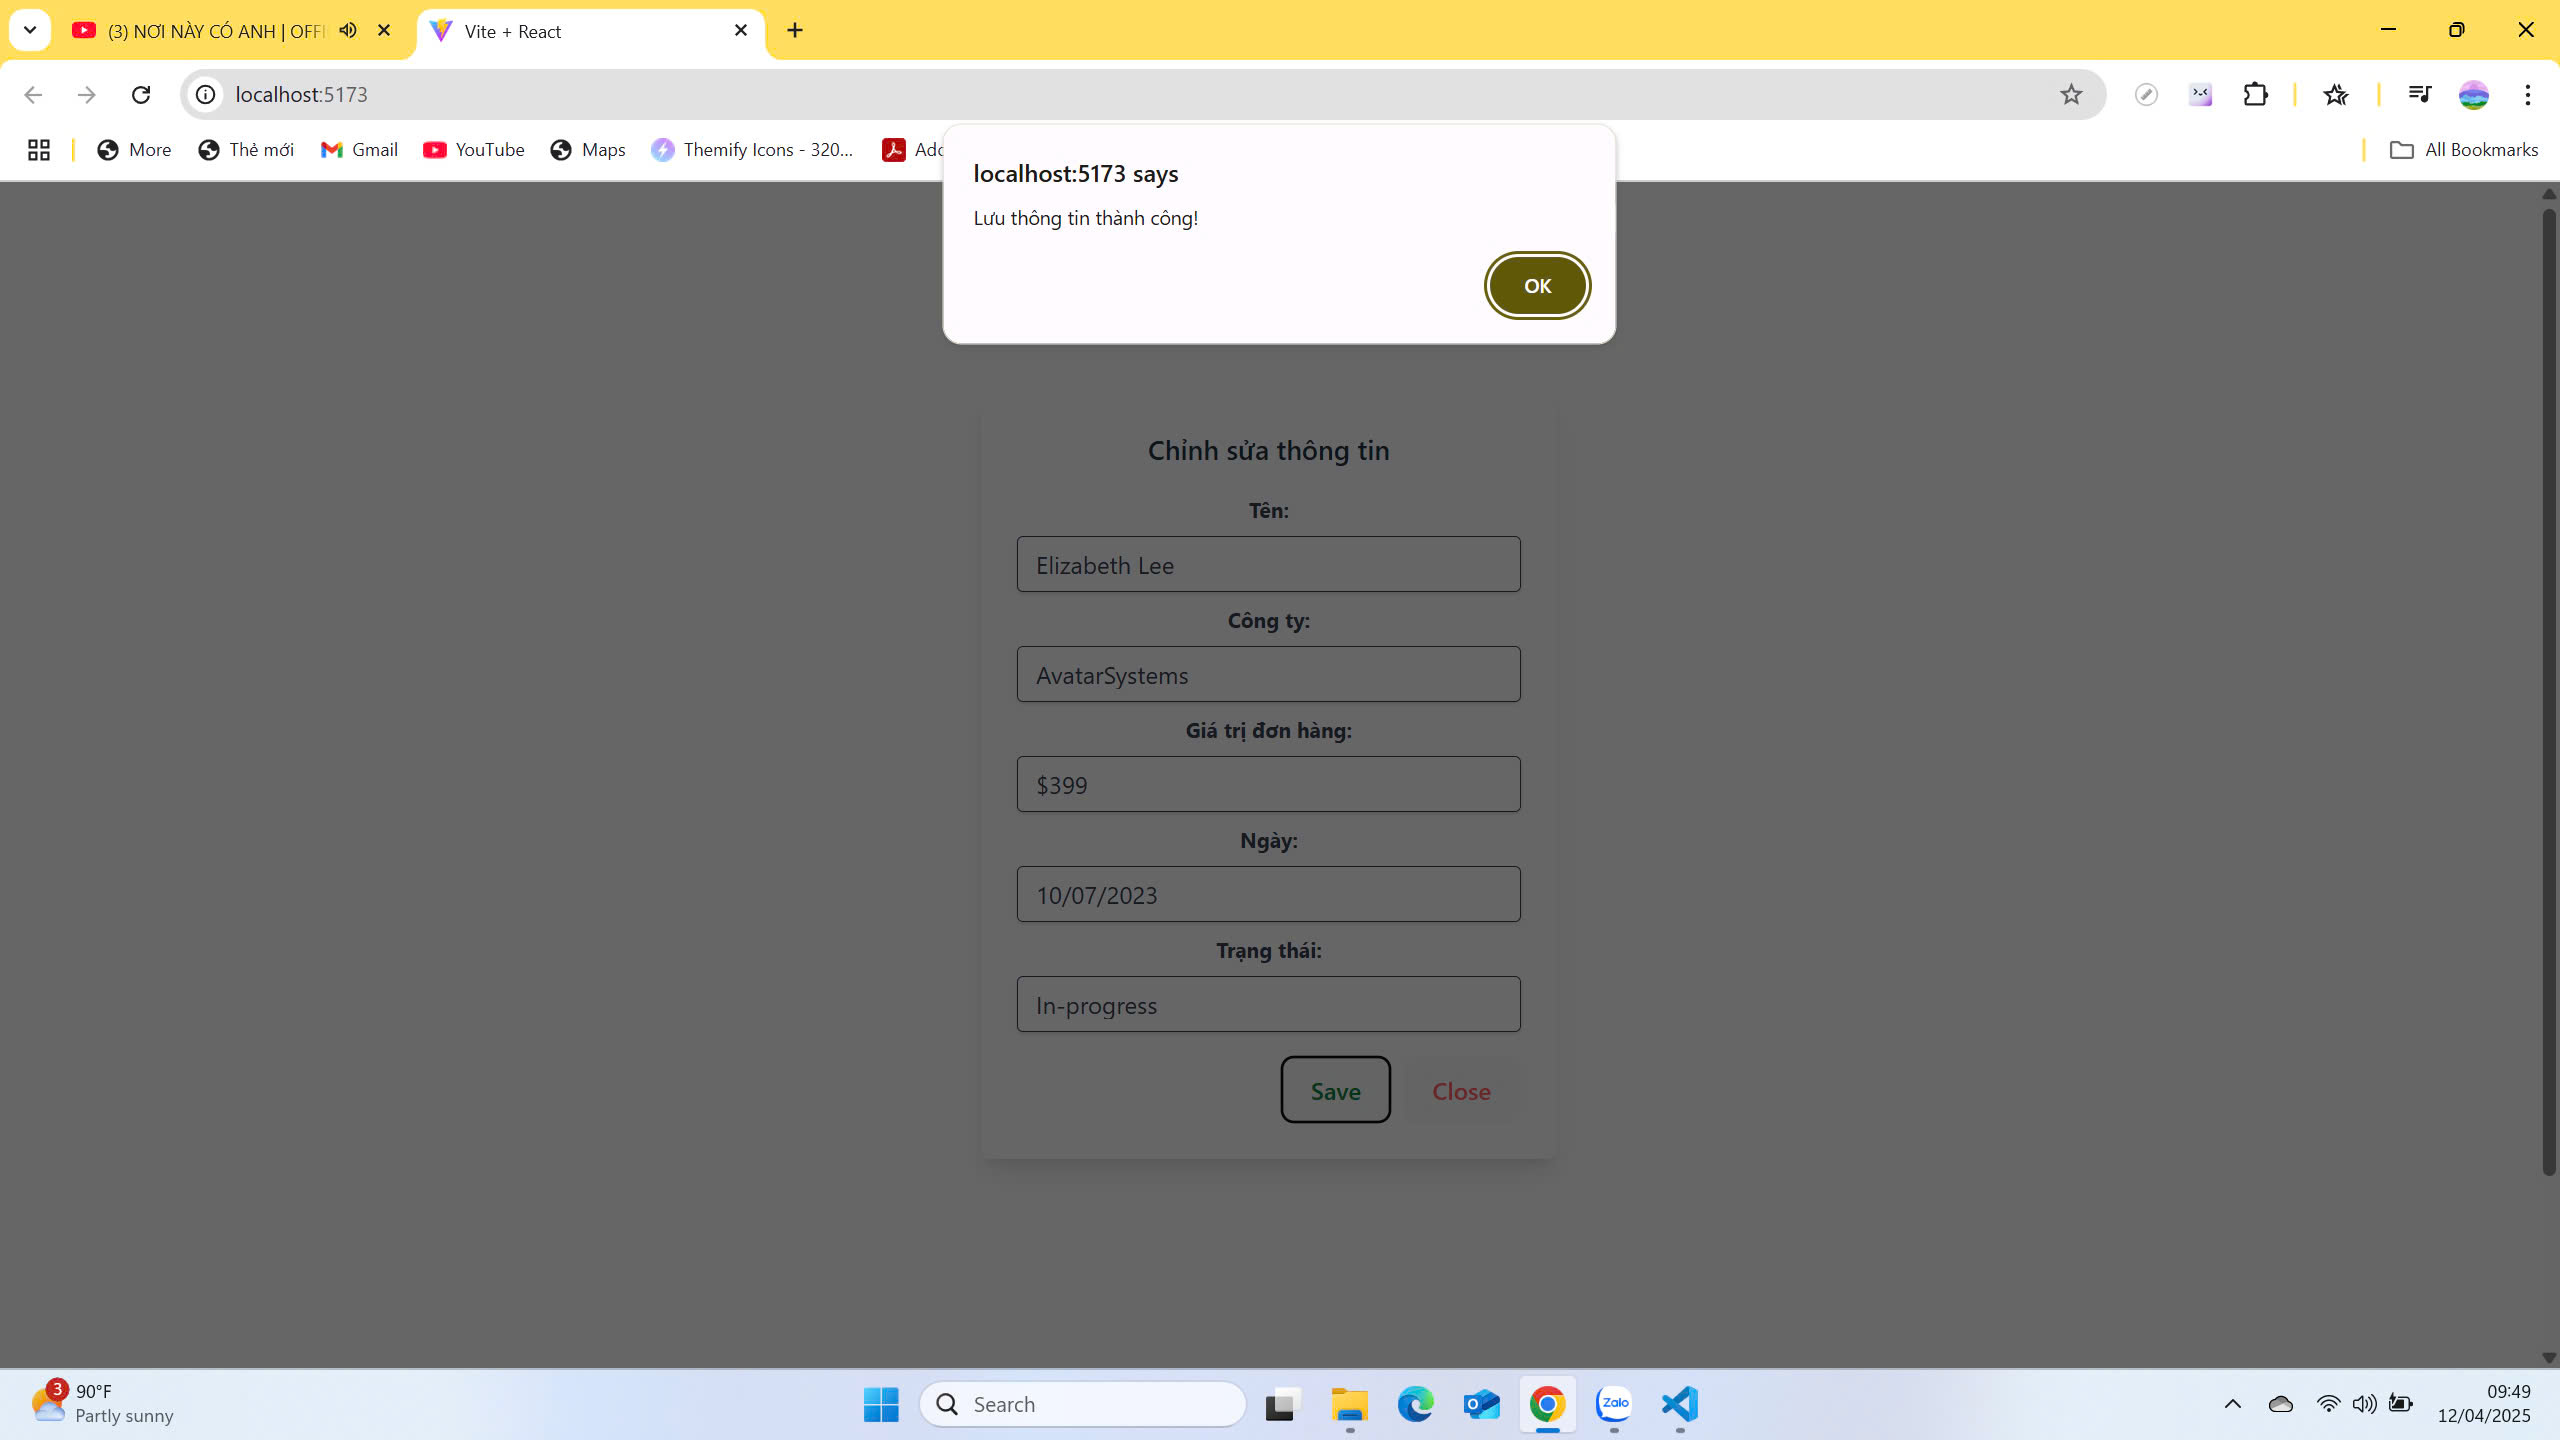 (3) NƠI NÀY CÓ ANH | OFFI
Vite + React
localhost:5173
More
Thẻ mới
Gmail
YouTube
Maps
Themify Icons - 320...
All Bookmarks
localhost:5173 says
Lưu thông tin thành công!
OK
Chỉnh sửa thông tin
Tên:
Elizabeth Lee
Công ty:
AvatarSystems
Giá trị đơn hàng:
$399
Ngày:
10/07/2023
Trạng thái:
In-progress
Save
Close
3
90°F
Partly sunny
Search
Zalo
09:49
12/04/2025